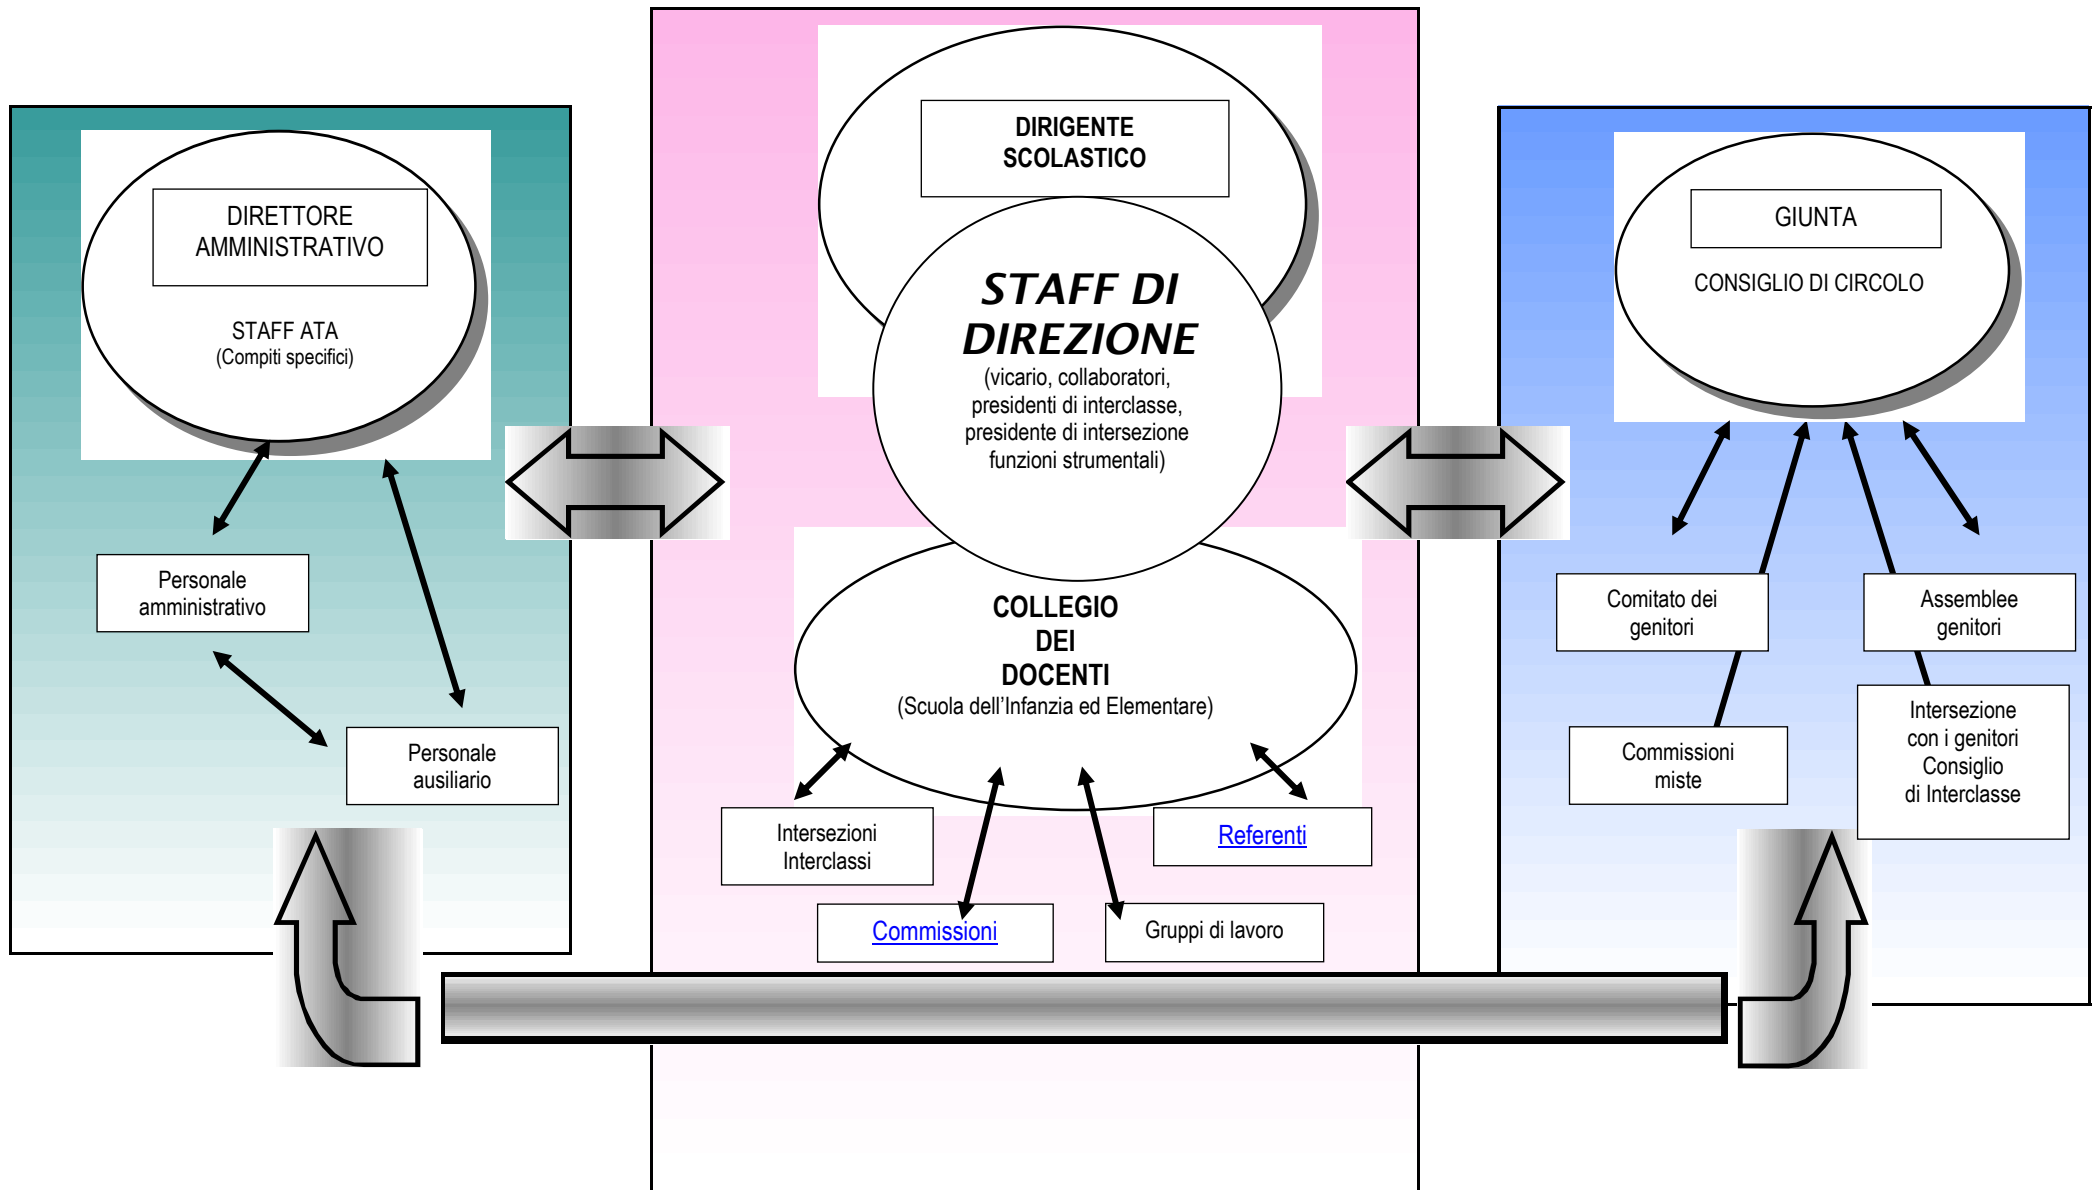 DIRETTORE
AMMINISTRATIVO
STAFF ATA
(Compiti specifici)
Personale
amministrativo
Personale
ausiliario
DIRIGENTE
SCOLASTICO
STAFF DI
DIREZIONE
(vicario, collaboratori,
presidenti di interclasse,
presidente di intersezione
funzioni strumentali)
COLLEGIO
DEI
DOCENTI
(Scuola dell’Infanzia ed Elementare)
Intersezioni
Interclassi
Referenti
Commissioni
Gruppi di lavoro
GIUNTA
CONSIGLIO DI CIRCOLO
Comitato dei
genitori
Assemblee
genitori
Commissioni
miste
Intersezione
con i genitori
Consiglio
di Interclasse